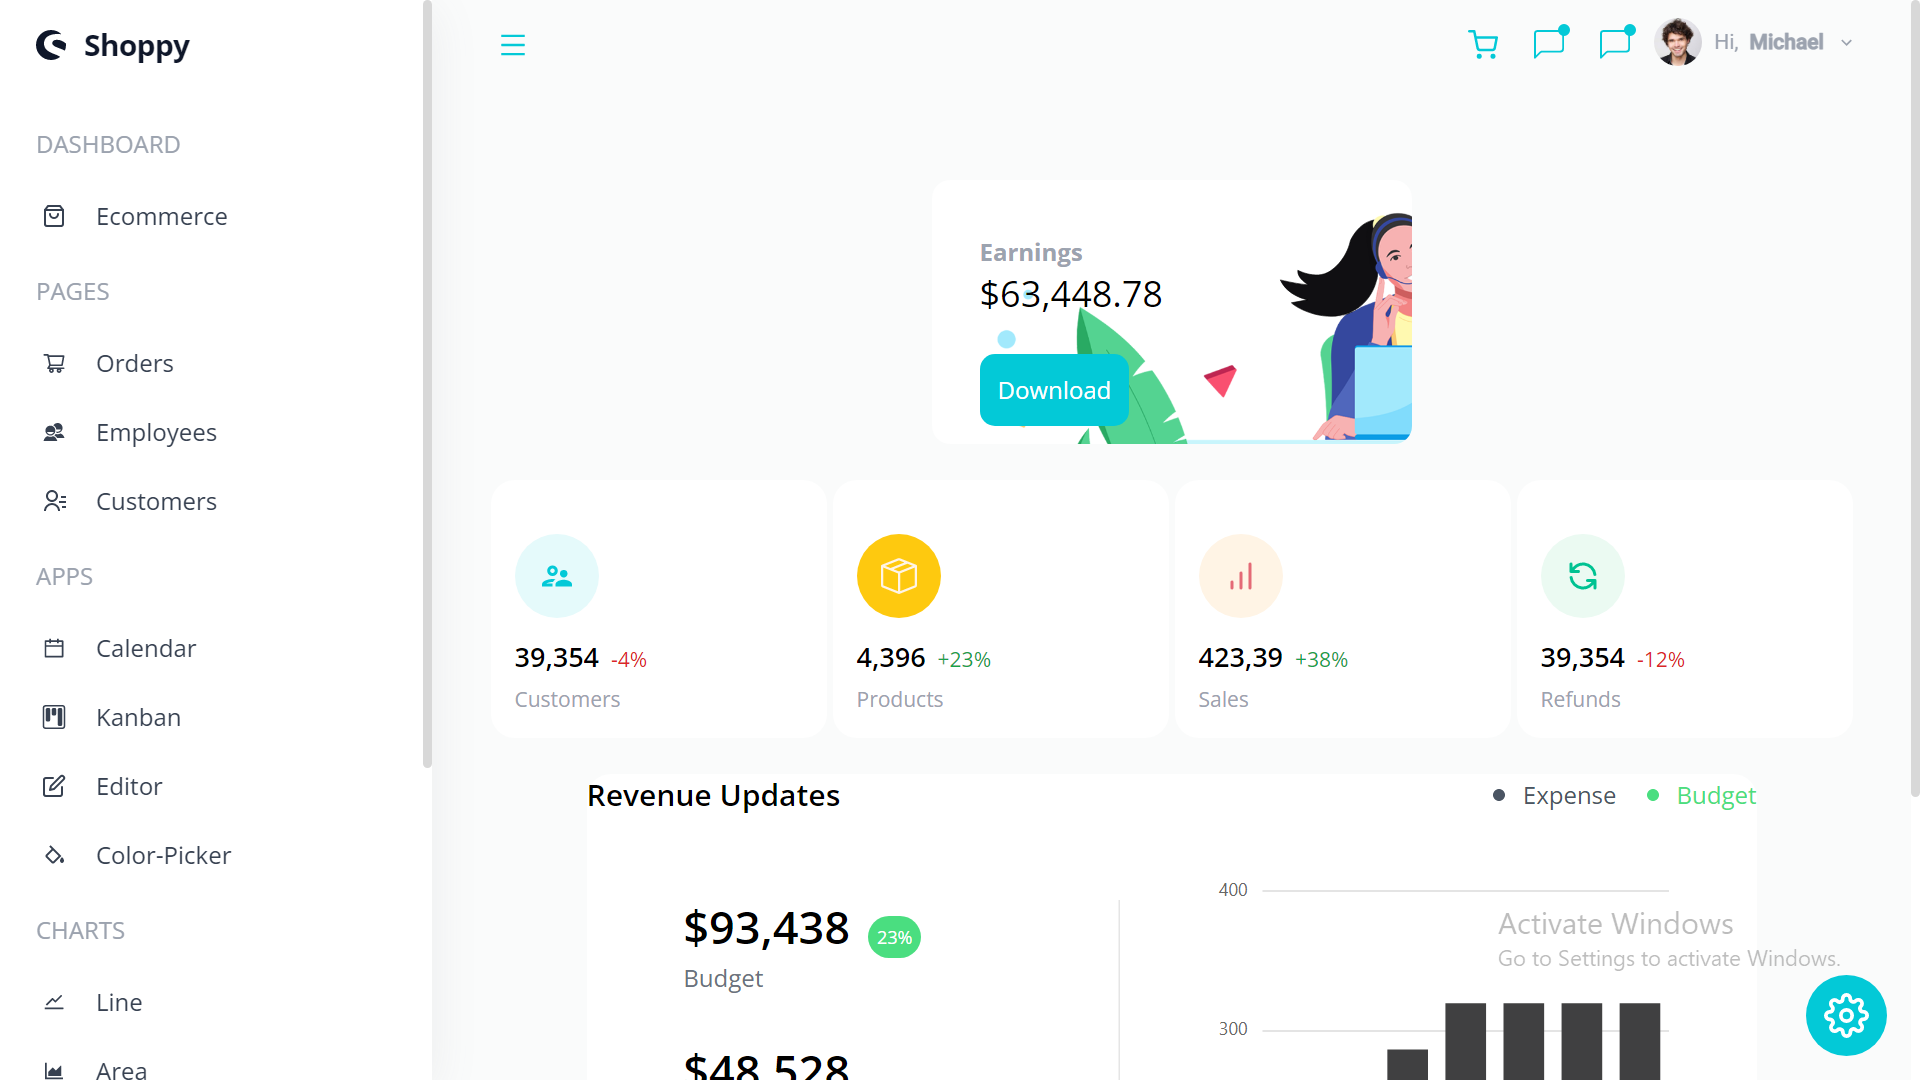 Shoppy
Hi, Michael
DASHBOARD
Ecommerce
PAGES
Orders
Employees
Customers
APPS
Calendar
Kanban
Editor
Color-Picker
CHARTS
Line
Area
Earnings
$63,448.78
Download
39,354 -4%
Customers
4,396 +23%
Products
423,39 +38%
Sales
39,354 -12%
Refunds
Revenue Updates
Expense
Budget
$93,438 23%
Budget
$48,528
400
300
Activate Windows
Go to Settings to activate Windows.